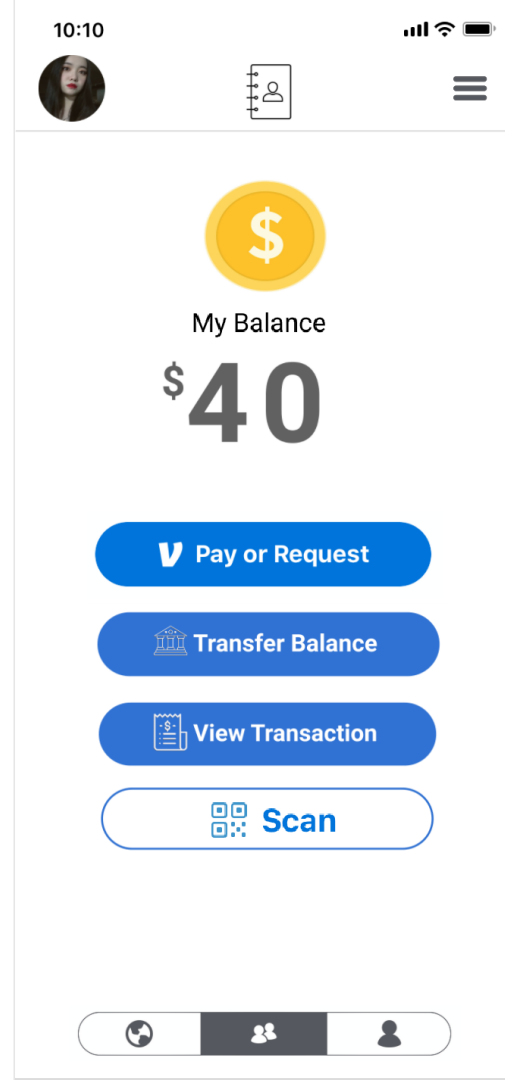 10:10
$
My Balance
$40
V Pay or Request
Transfer Balance
$
View Transaction
Scan